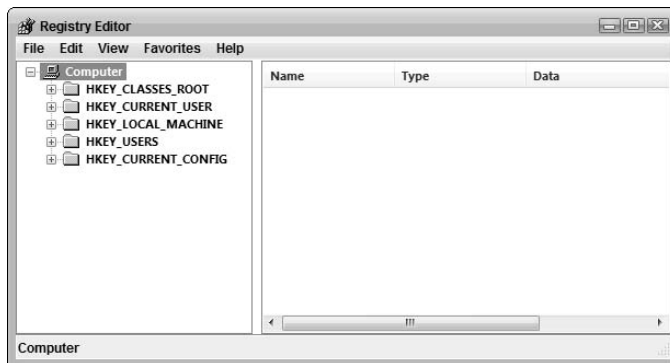 Registry Editor
File Edit View Favorites Help
Computer
HKEY_CLASSES_ROOT
HKEY_CURRENT_USER
HKEY_LOCAL_MACHINE
HKEY_USERS
HKEY_CURRENT_CONFIG
Name Type Data
Computer